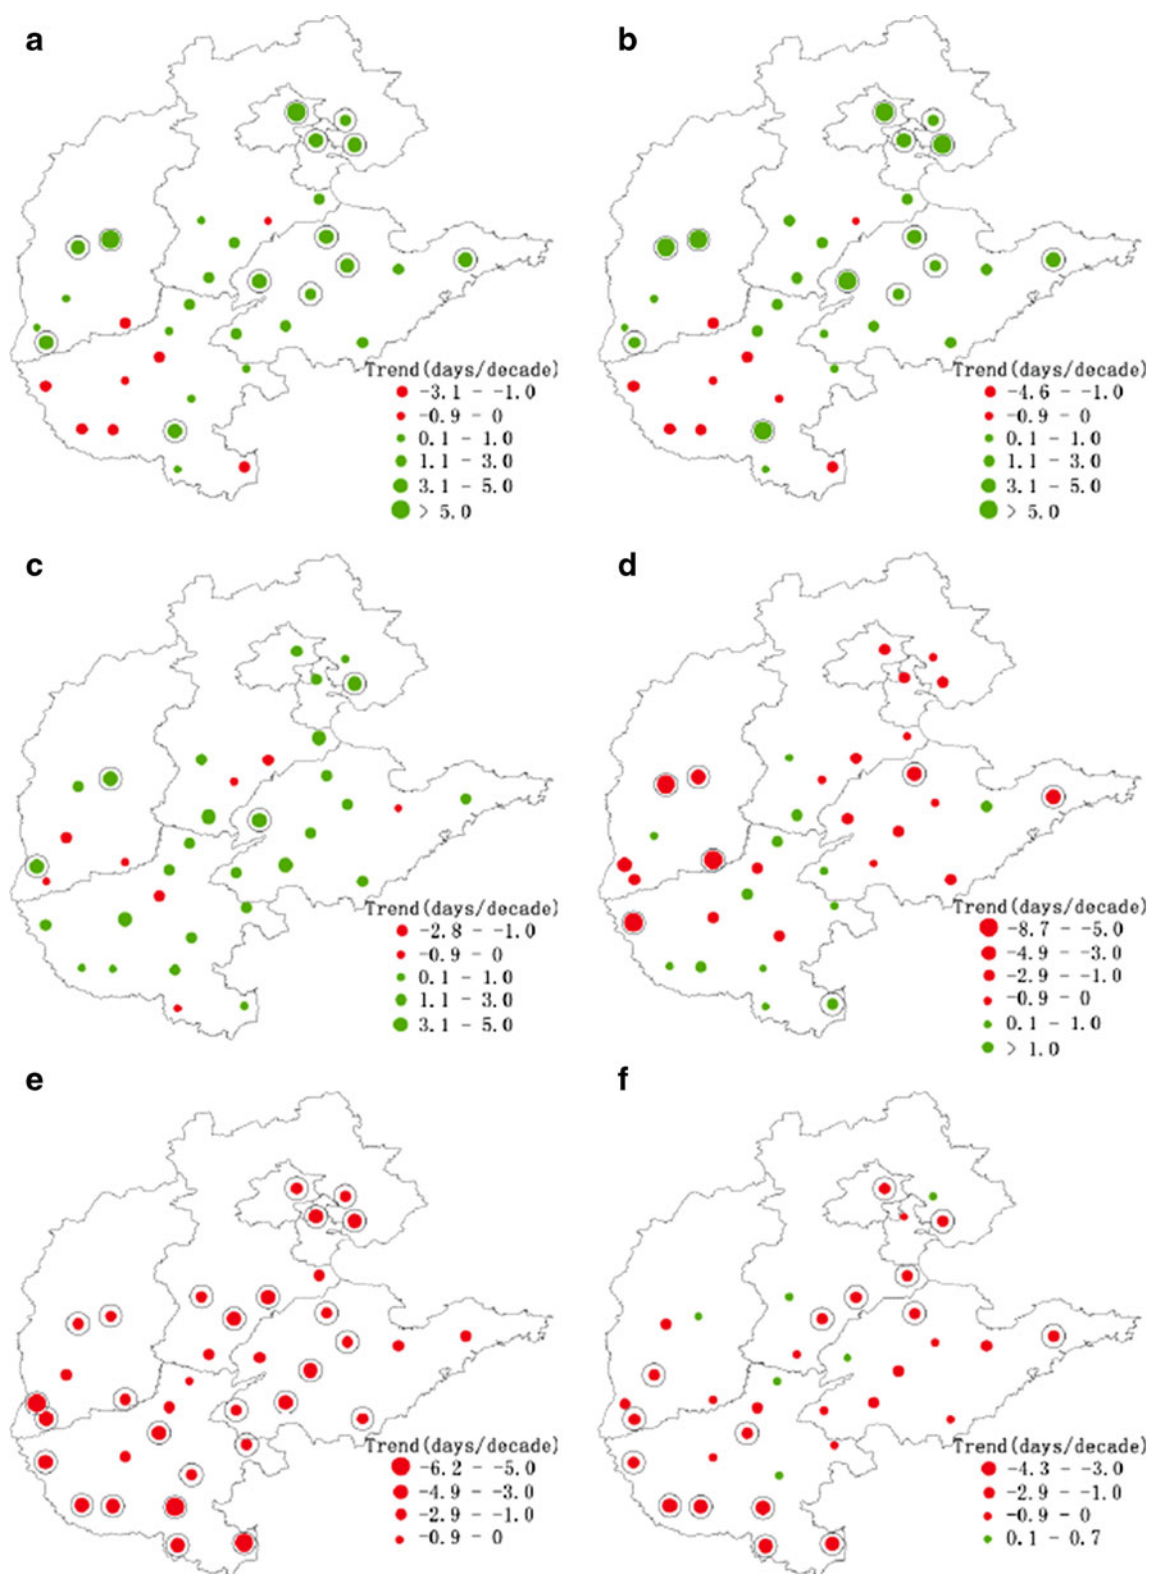 a
b
Trend(days/decade)
-3.1 - -1.0
-0.9 - 0
0.1 - 1.0
1.1 - 3.0
3.1 - 5.0
> 5.0
Trend(days/decade)
-4.6 - -1.0
-0.9 - 0
0.1 - 1.0
1.1 - 3.0
3.1 - 5.0
> 5.0
c
d
Trend(days/decade)
-2.8 - -1.0
-0.9 - 0
0.1 - 1.0
1.1 - 3.0
3.1 - 5.0
Trend(days/decade)
-8.7 - -5.0
-4.9 - -3.0
-2.9 - -1.0
-0.9 - 0
0.1 - 1.0
> 1.0
e
f
Trend(days/decade)
-6.2 - -5.0
-4.9 - -3.0
-2.9 - -1.0
-0.9 - 0
Trend(days/decade)
-4.3 - -3.0
-2.9 - -1.0
-0.9 - 0
0.1 - 0.7